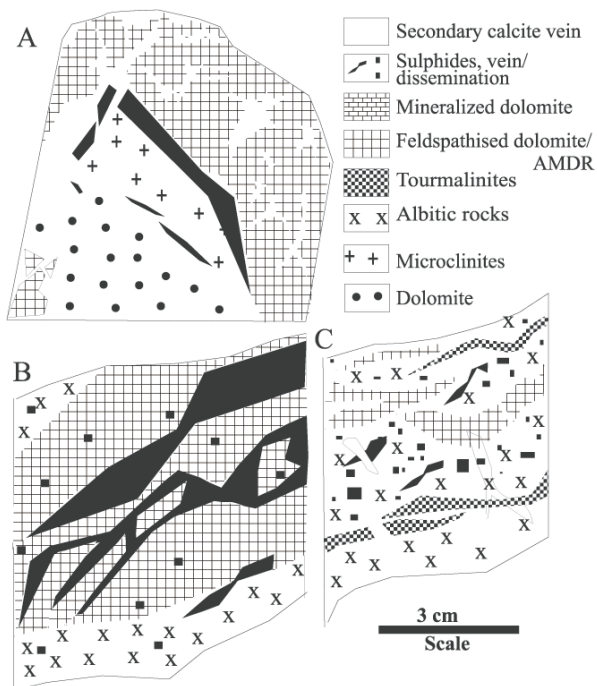 A
Secondary calcite vein
Sulphides, vein/
dissemination
Mineralized dolomite
Feldspathised dolomite/
AMDR
Tourmalinites
x x Albitic rocks
+ + Microclinites
Dolomite
B
C
3 cm
Scale